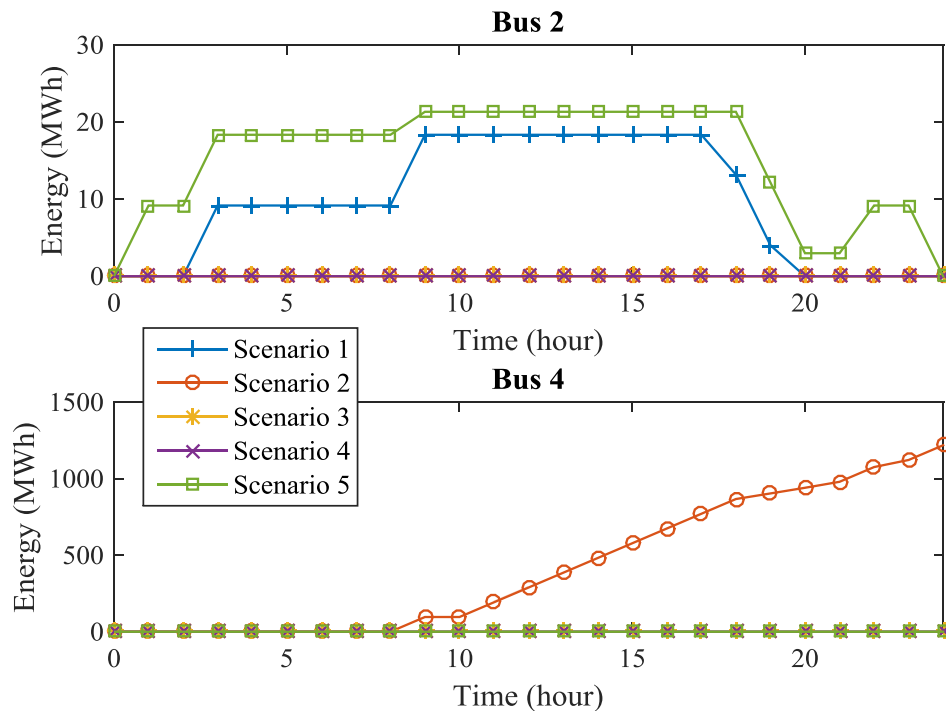 Bus 2
Energy (MWh)
30
20
10
0
0 5 10 15 20
Time (hour)
Scenario 1
Scenario 2
Scenario 3
Scenario 4
Scenario 5
Bus 4
Energy (MWh)
1500
1000
500
0
0 5 10 15 20
Time (hour)